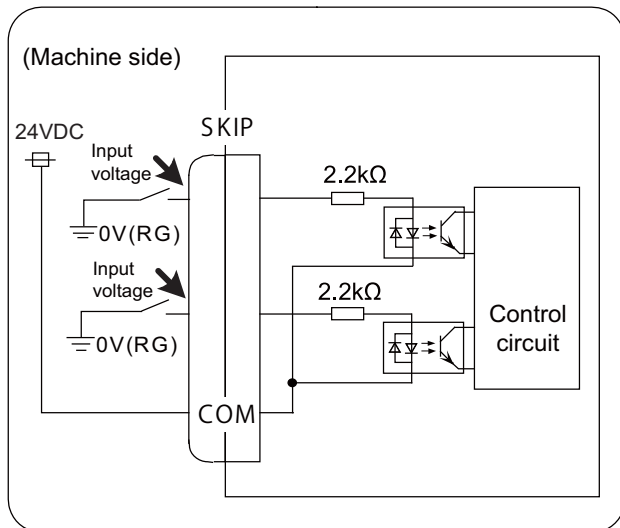 (Machine side)
24VDC
SKIP
Input
voltage
2.2kΩ
0V(RG)
Input
voltage
2.2kΩ
0V(RG)
Control
circuit
COM